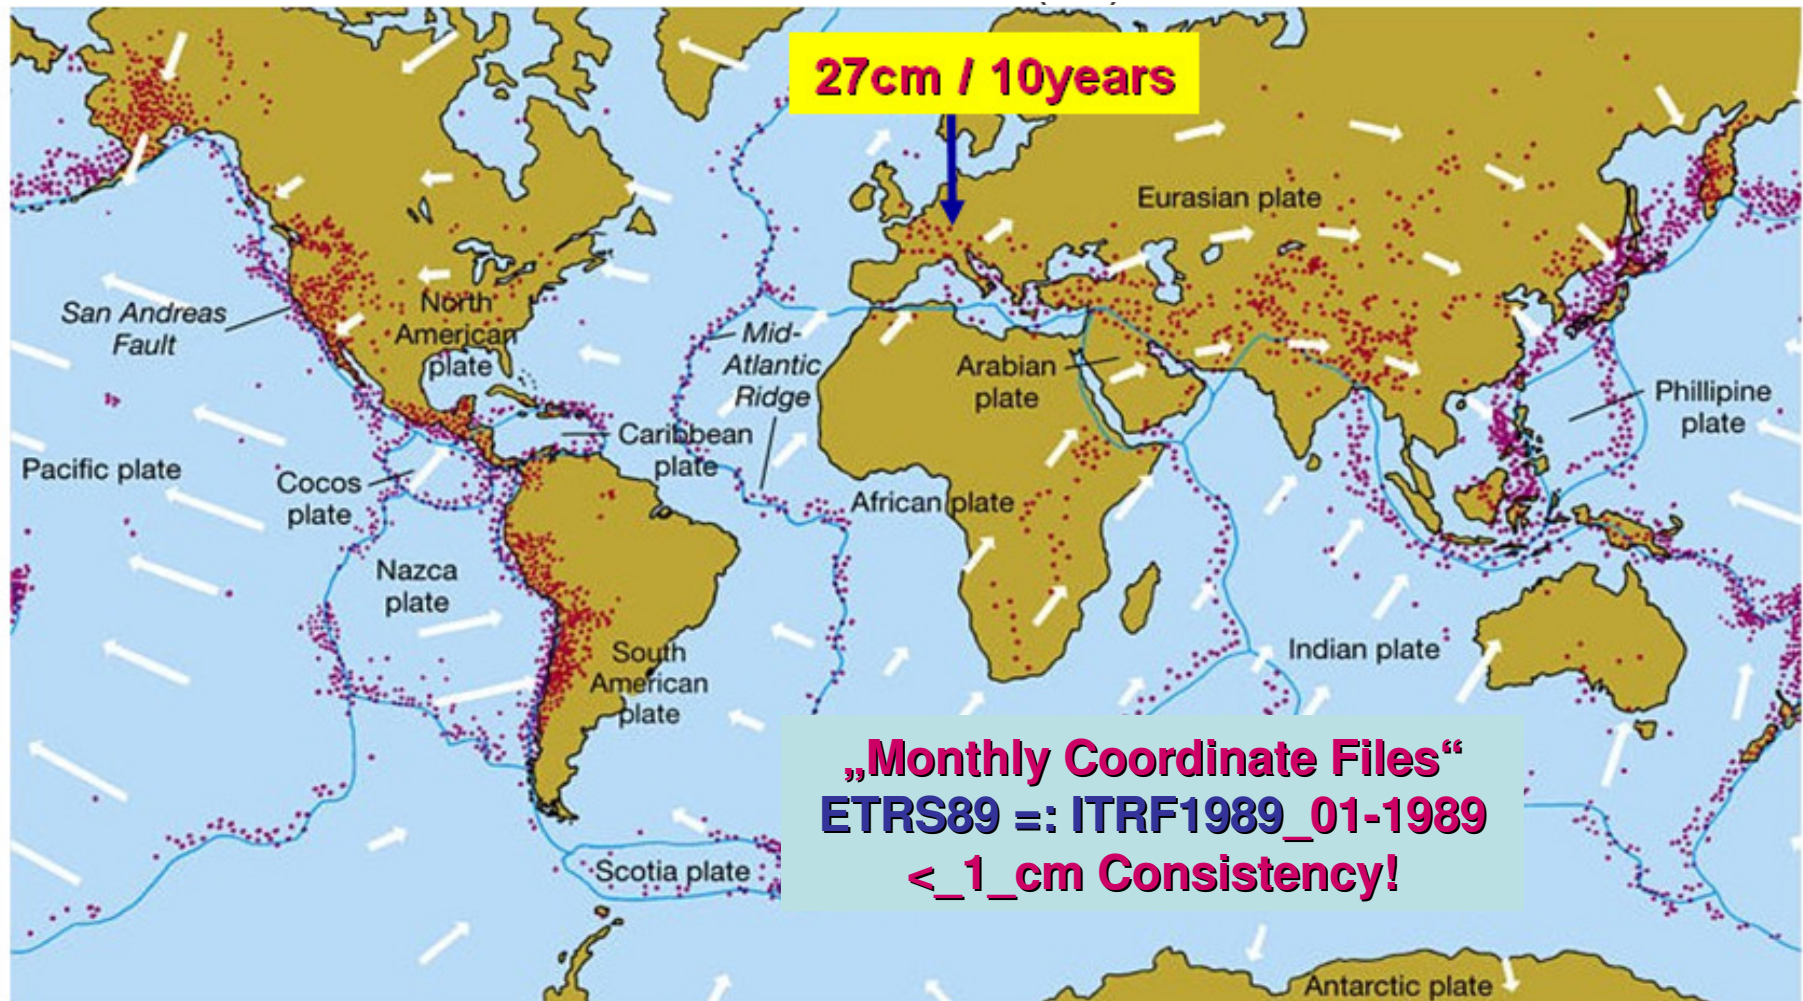 27cm / 10years
Eurasian plate
San Andreas
Fault
North
American
plate
Mid-
Atlantic
Ridge
Arabian
plate
Phillipine
plate
Caribbean
plate
Pacific plate
Cocos
plate
African plate
Nazca
plate
South
American
plate
Indian plate
„Monthly Coordinate Files“
ETRS89 =: ITRF1989_01-1989
<_1_cm Consistency!
Scotia plate
Antarctic plate